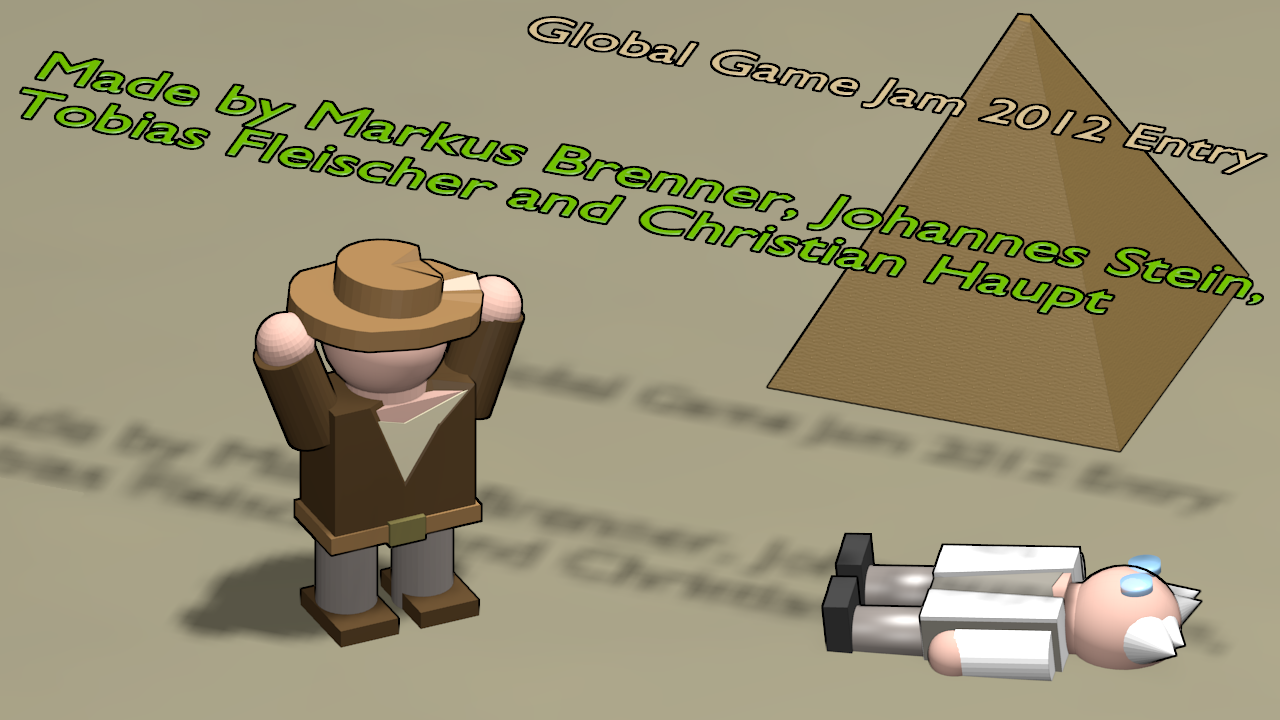 Global Game Jam 2012 Entry
Made by Markus Brenner, Johannes Stein,
Tobias Fleischer and Christian Haupt